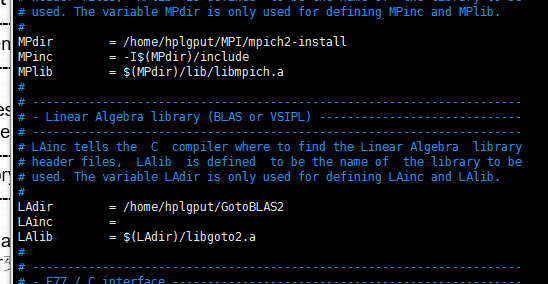 # used. The variable MPdir is only used for defining MPinc and MPlib.
#
MPdir        = /home/hplgput/MPI/mpich2-install
MPinc        = -I$(MPdir)/include
MPlib        = $(MPdir)/lib/libmpich.a
#
# ----------------------------------------------------------------------
# - Linear Algebra library (BLAS or VSIPL) -----------------------------
# ----------------------------------------------------------------------
# LAinc tells the  C  compiler where to find the Linear Algebra  library
# header files,  LAlib  is defined  to be the name of  the library to be
# used. The variable LAdir is only used for defining LAinc and LAlib.
#
LAdir        = /home/hplgput/GotoBLAS2
LAinc        =
LAlib        = $(LAdir)/libgoto2.a
#
# ----------------------------------------------------------------------
# - F77 / C interface --------------------------------------------------